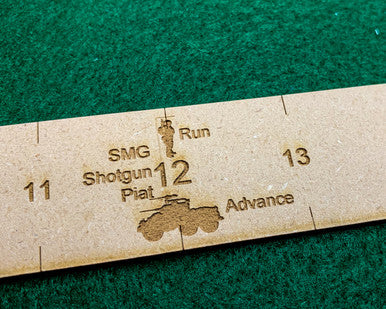 SMG Run
Shotgun
11 12 13
Piat
Advance